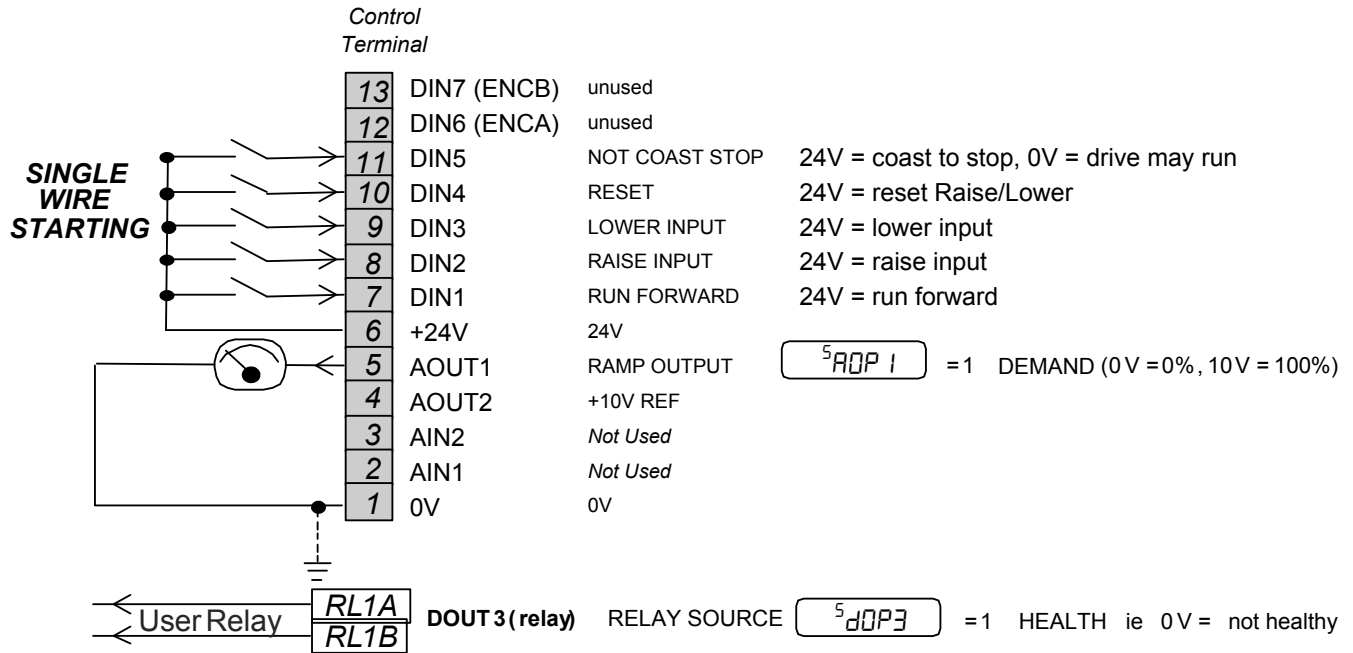 Control
Terminal
13 DIN7 (ENCB) unused
12 DIN6 (ENCA) unused
11 DIN5 NOT COAST STOP 24V = coast to stop, 0V = drive may run
SINGLE
WIRE
STARTING
10 DIN4 RESET 24V = reset Raise/Lower
9 DIN3 LOWER INPUT 24V = lower input
8 DIN2 RAISE INPUT 24V = raise input
7 DIN1 RUN FORWARD 24V = run forward
6 +24V 24V
5 AOUT1 RAMP OUTPUT SAOP 1 =1 DEMAND (0V=0%, 10V = 100%)
4 AOUT2 +10V REF
3 AIN2 Not Used
2 AIN1 Not Used
1 0V 0V
User Relay RL1A DOUT 3 (relay) RELAY SOURCE SdOP3 =1 HEALTH ie 0V = not healthy
RL1B